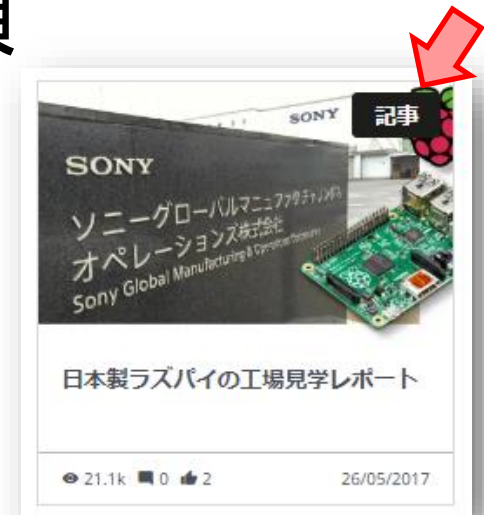 SONY
記事
SONY
ソニーグローバルマニュファクチャリング&
オペレーションズ株式会社
Sony Global Manufacturing & Operations
日本製ラズパイの工場見学レポート
21.1k 0 2
26/05/2017